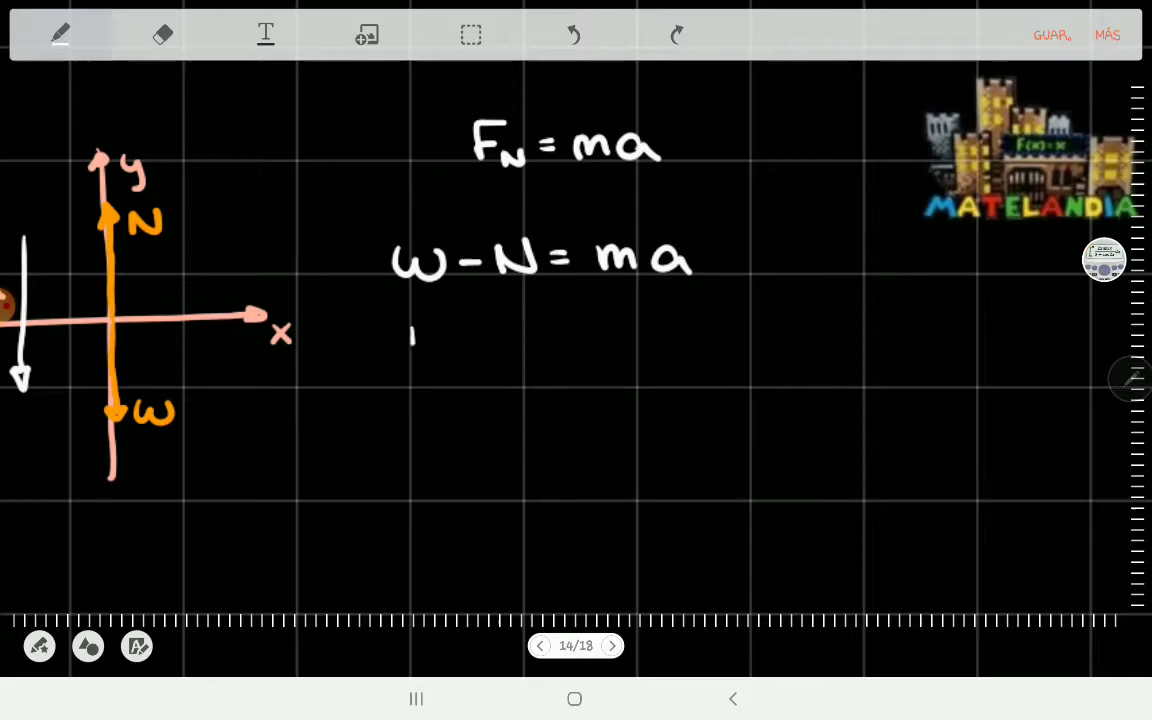 T
GUAR.
MÁS
F_N = ma
y
N
W - N = ma
x
W
F(x)=x
MATELANDIA
14/18